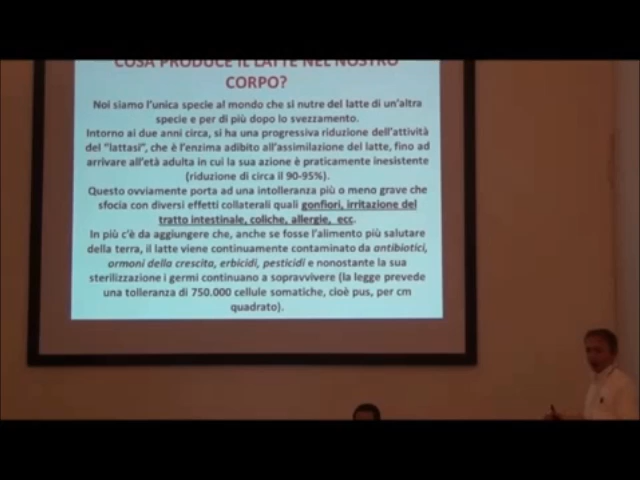 COSA PRODUCE IL LATTE NEL NOSTRO
CORPO?
Noi siamo l'unica specie al mondo che si nutre del latte di un'altra
specie e per di più dopo lo svezzamento.
Intorno ai due anni circa, si ha una progressiva riduzione dell'attività
del "lattasi", che è l'enzima adibito all'assimilazione del latte, fino ad
arrivare all'età adulta in cui la sua azione è praticamente inesistente
(riduzione di circa il 90-95%).
Questo ovviamente porta ad una intolleranza più o meno grave che
sfocia con diversi effetti collaterali quali gonfiori, irritazione del
tratto intestinale, coliche, allergie, ecc.
In più c'è da aggiungere che, anche se fosse l'alimento più salutare
della terra, il latte viene continuamente contaminato da antibiotici,
ormoni della crescita, erbicidi, pesticidi e nonostante la sua
sterilizzazione i germi continuano a sopravvivere (la legge prevede
una tolleranza di 750.000 cellule somatiche, cioè pus, per cm
quadrato).